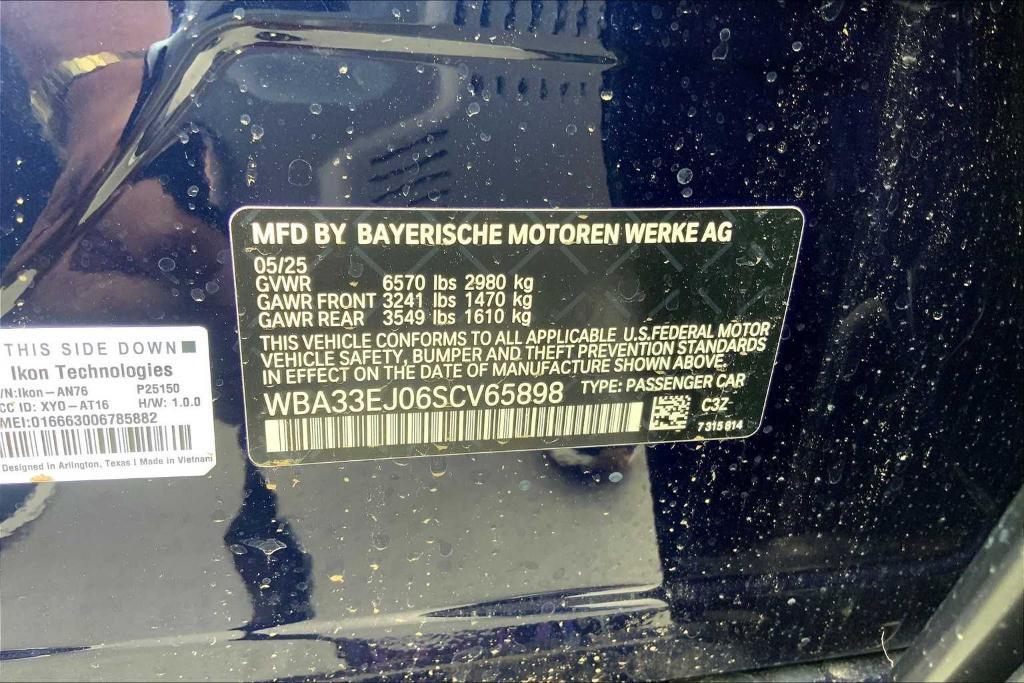 MFD BY BAYERISCHE MOTOREN WERKE AG
05/25
GVWR 6570 lbs 2980 kg
GAWR FRONT 3241 lbs 1470 kg
GAWR REAR 3549 lbs 1610 kg
THIS VEHICLE CONFORMS TO ALL APPLICABLE U.S.FEDERAL MOTOR
VEHICLE SAFETY, BUMPER AND THEFT PREVENTION STANDARDS
IN EFFECT ON THE DATE OF MANUFACTURE SHOWN ABOVE.
WBA33EJ06SCV65898 TYPE: PASSENGER CAR
C3Z
7 315 814
THIS SIDE DOWN
Ikon Technologies
/N:Ikon-AN76 P25150
CC ID: XYO-AT16 H/W: 1.0.0
MEI:016663006785882
Designed in Arlington, Texas | Made in Vietnam